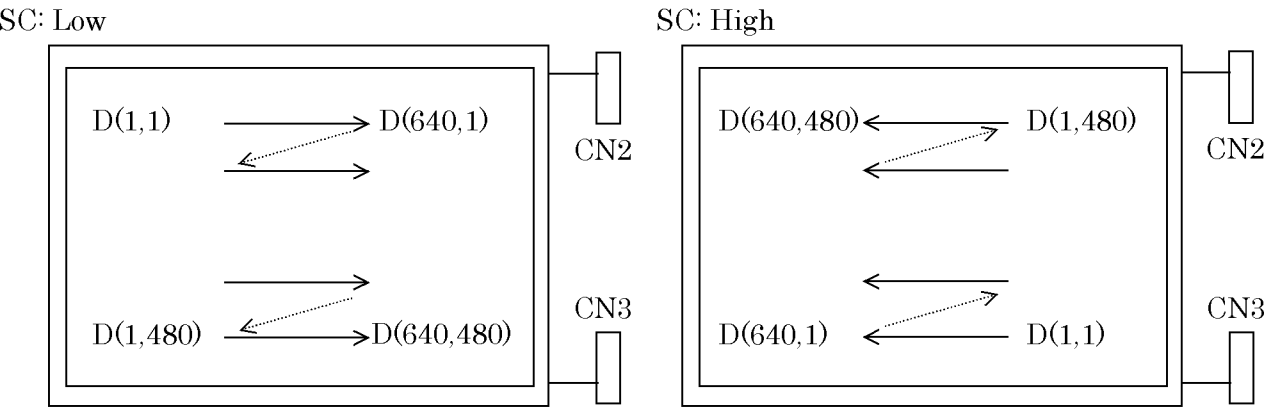 SC: Low
D(1,1) D(640,1)
CN2
CN3
D(1,480) D(640,480)
SC: High
D(640,480) D(1,480)
CN2
CN3
D(640,1) D(1,1)